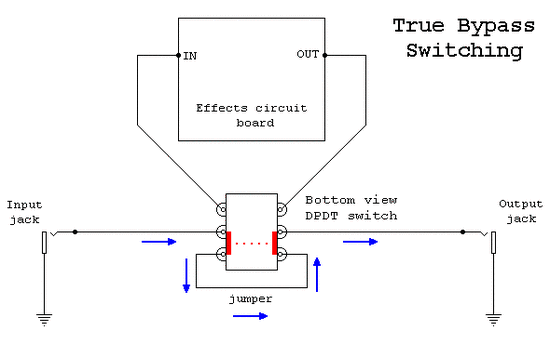 True Bypass
Switching
IN
OUT
Effects circuit
board
Input
jack
Bottom view
DPDT switch
Output
jack
jumper